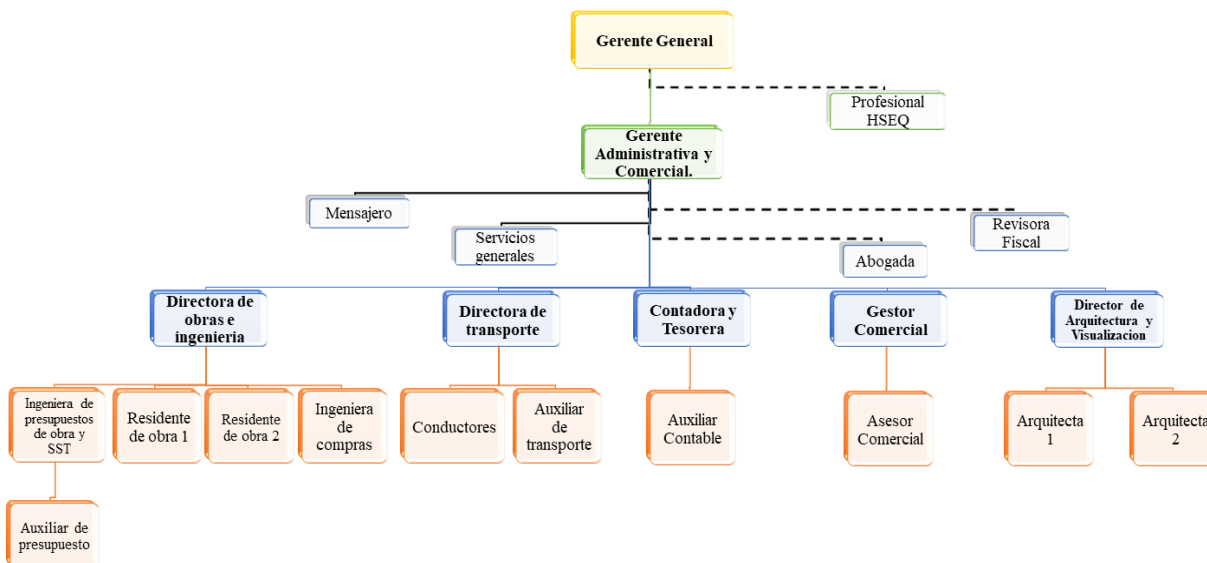 Gerente General
Profesional
HSEQ
Gerente
Administrativa y
Comercial.
Mensajero
Revisora
Fiscal
Servicios
generales
Abogada
Directora de
obras e
ingenieria
Directora de
transporte
Contadora y
Tesorera
Gestor
Comercial
Director de
Arquitectura y
Visualizacion
Ingeniera de
presupuestos
de obra y
SST
Residente
de obra 1
Residente
de obra 2
Ingeniera
de
compras
Conductores
Auxiliar
de
transporte
Auxiliar
Contable
Asesor
Comercial
Arquitecta
1
Arquitecta
2
Auxiliar de
presupuesto